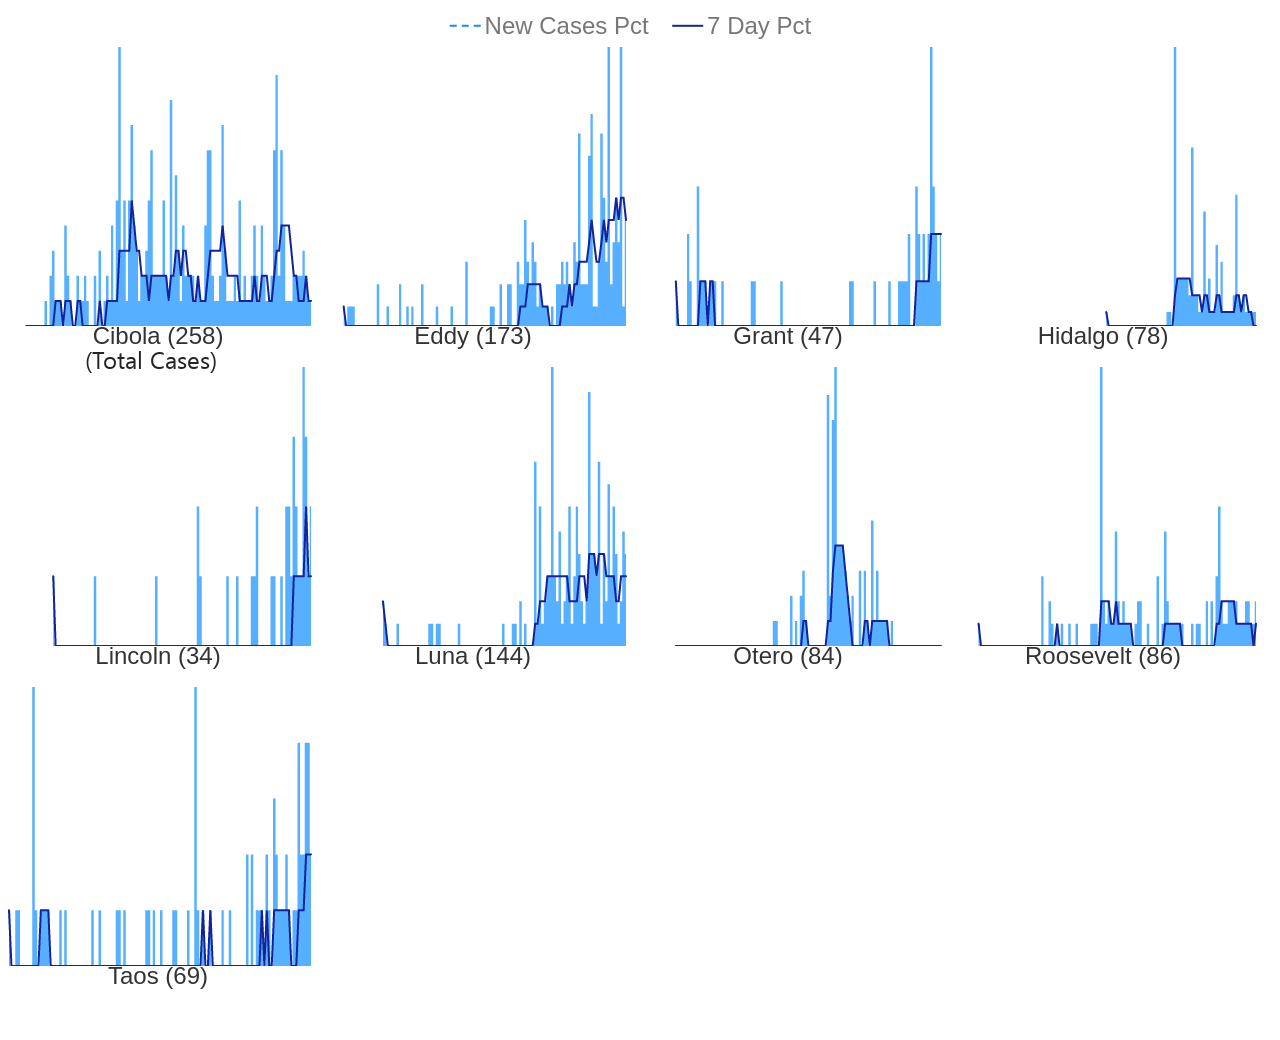 New Cases Pct 7 Day Pct
Cibola (258) Eddy (173) Grant (47) Hidalgo (78)
(Total Cases)
Lincoln (34) Luna (144) Otero (84) Roosevelt (86)
Taos (69)